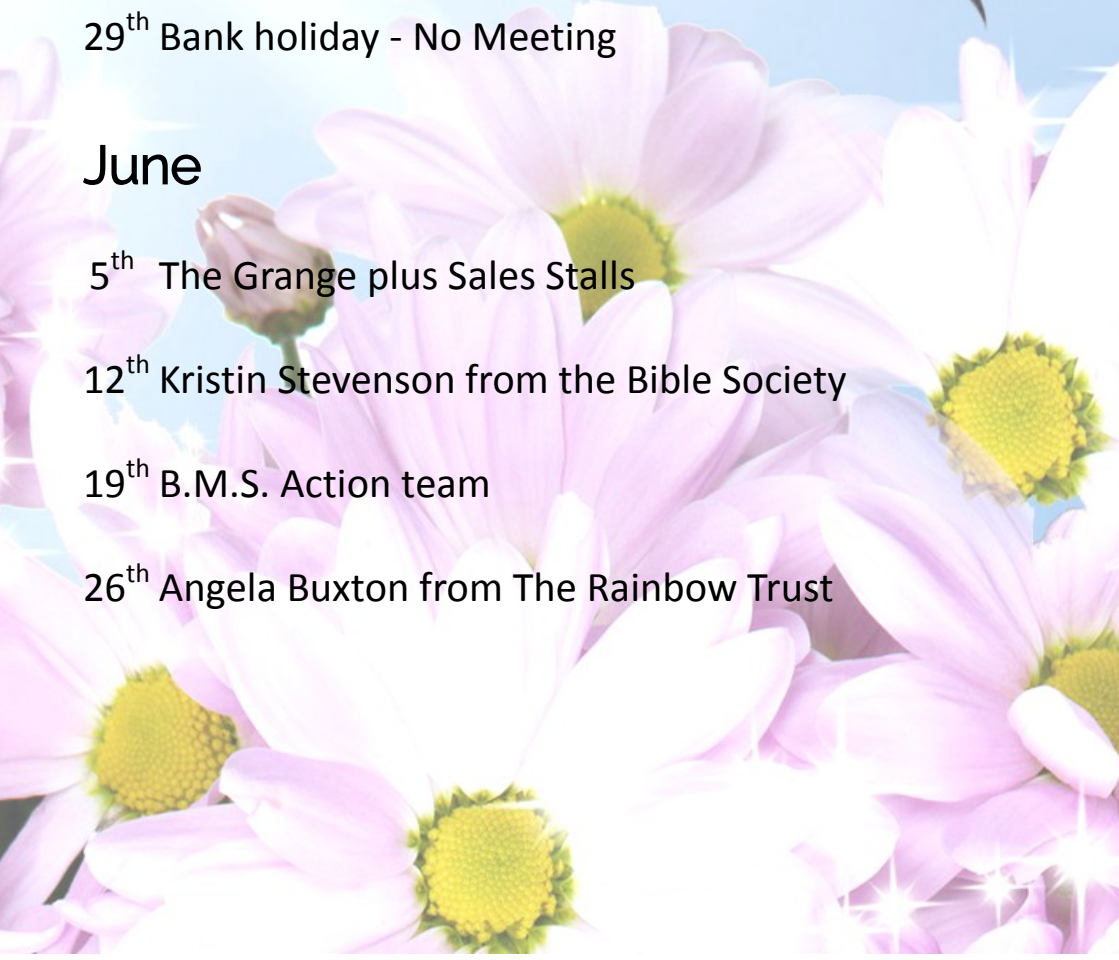 29th Bank holiday - No Meeting
June
5th The Grange plus Sales Stalls
12th Kristin Stevenson from the Bible Society
19th B.M.S. Action team
26th Angela Buxton from The Rainbow Trust